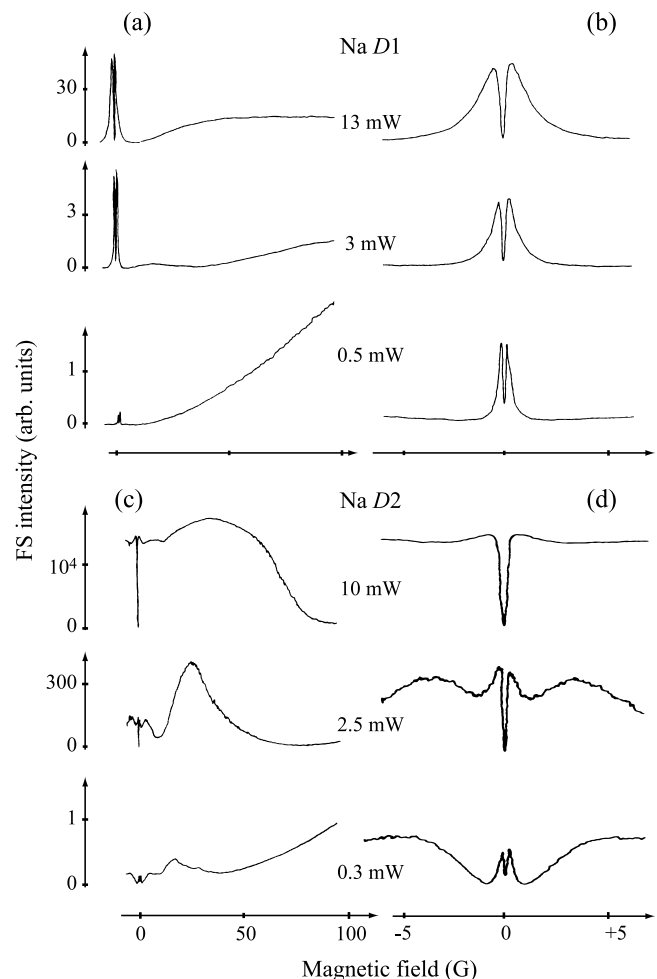 (a)
Na D1
(b)
30
0
13 mW
3
0
3 mW
1
0
0.5 mW
FS intensity (arb. units)
(c)
Na D2
(d)
10⁴
0
10 mW
300
0
2.5 mW
1
0
0.3 mW
0
50
100
-5
0
+5
Magnetic field (G)